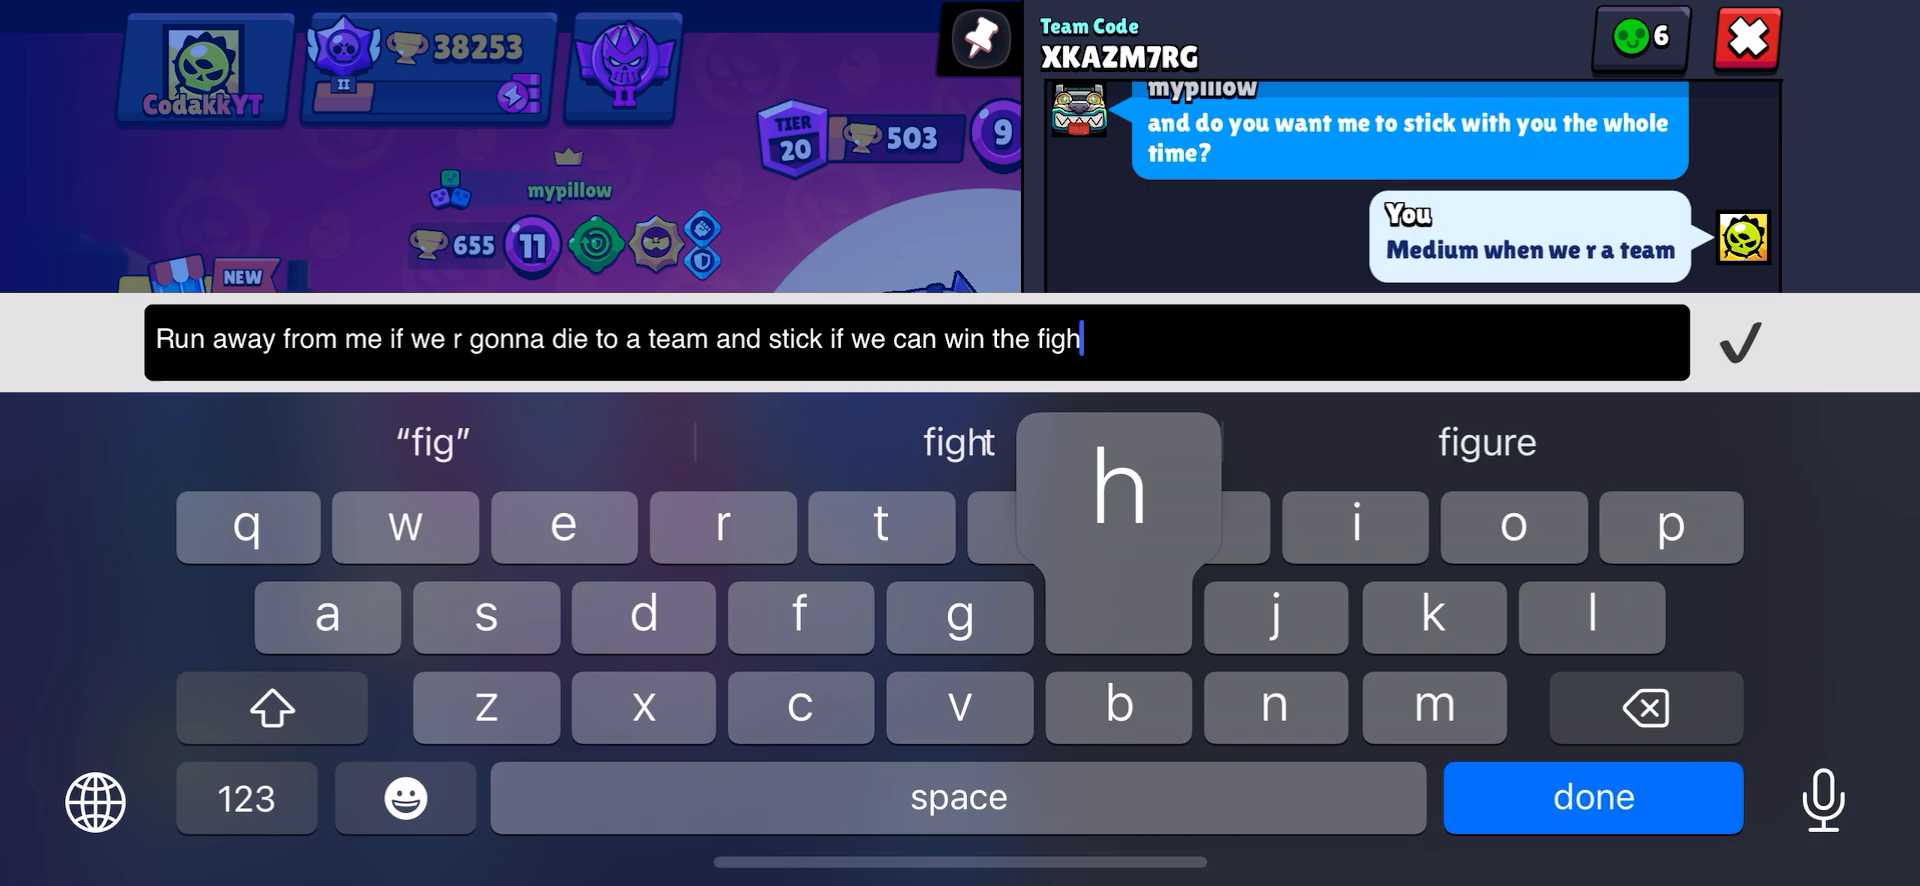 CodakkYT
38253
II
TIER
20
503
9
mypillow
655
11
NEW
Team Code
XKAZM7RG
6
mypillow
and do you want me to stick with you the whole
time?
You
Medium when we r a team
Run away from me if we r gonna die to a team and stick if we can win the figh
“fig”
fight
figure
h
q w e r t i o p
a s d f g j k l
z x c v b n m
123
space
done